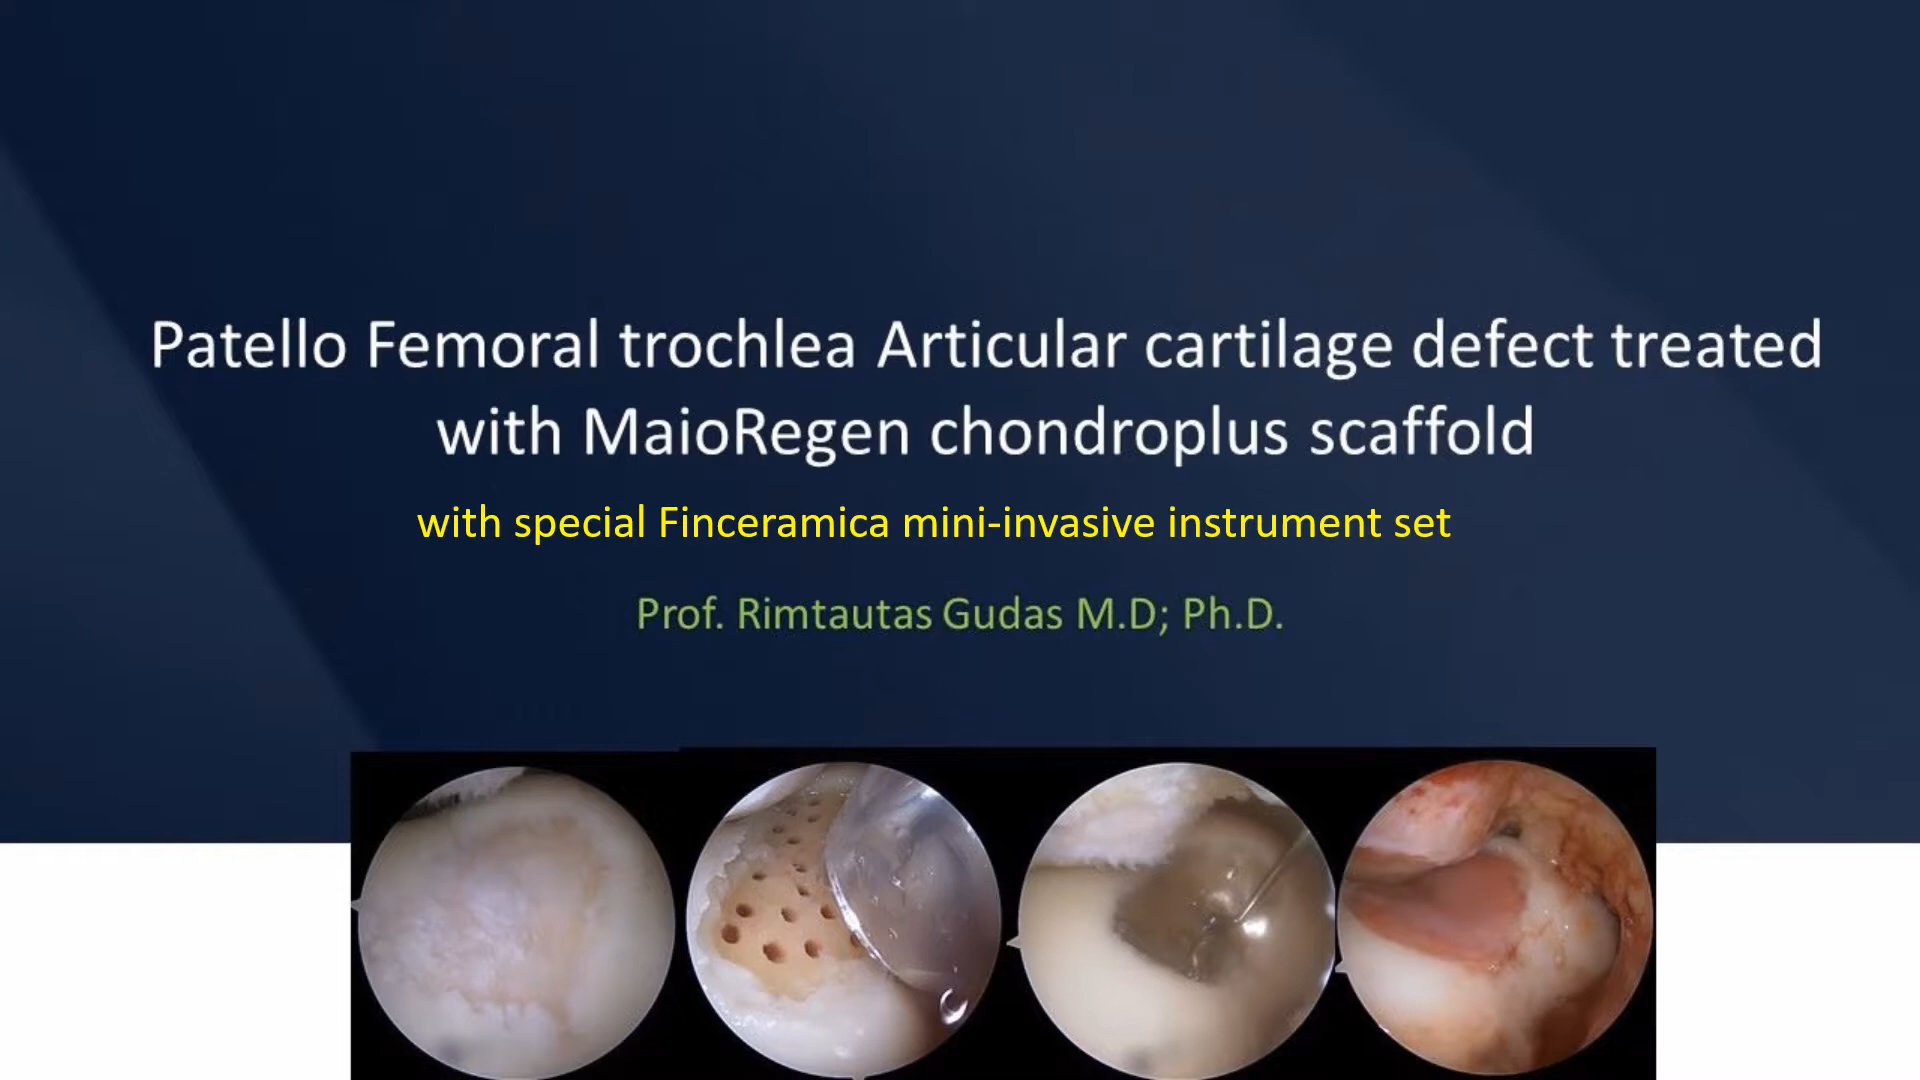 Patello Femoral trochlea Articular cartilage defect treated
with MaioRegen chondroplus scaffold
with special Finceramica mini-invasive instrument set
Prof. Rimtautas Gudas M.D; Ph.D.